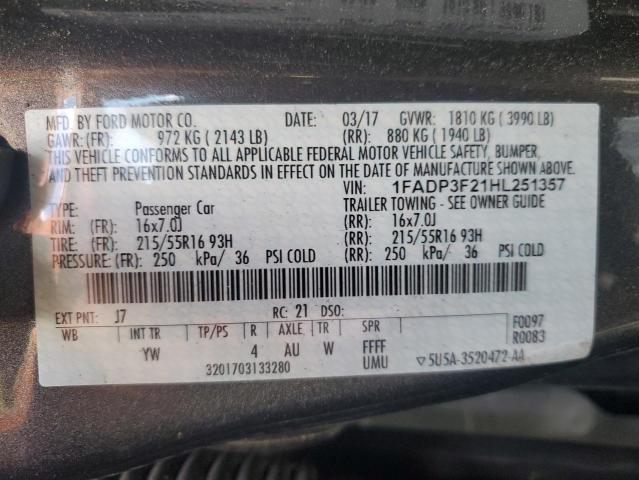 MFD. BY FORD MOTOR CO. DATE: 03/17 GVWR: 1810 KG ( 3990 LB)
GAWR: (FR): 972 KG ( 2143 LB) (RR): 880 KG ( 1940 LB)
THIS VEHICLE CONFORMS TO ALL APPLICABLE FEDERAL MOTOR VEHICLE SAFETY, BUMPER,
AND THEFT PREVENTION STANDARDS IN EFFECT ON THE DATE OF MANUFACTURE SHOWN ABOVE.
VIN: 1FADP3F21HL251357
TYPE: Passenger Car TRAILER TOWING - SEE OWNER GUIDE
RIM: (FR): 16x7.0J (RR): 16x7.0J
TIRE: (FR): 215/55R16 93H (RR): 215/55R16 93H
PRESSURE: (FR): 250 kPa/ 36 PSI COLD (RR): 250 kPa/ 36 PSI COLD
EXT PNT: J7 RC: 21 DSO:
WB INT TR TP/PS R AXLE TR SPR F0097
R0083
YW 4 AU W FFFF
3201703133280 UMU ▽5U5A-3520472-AA